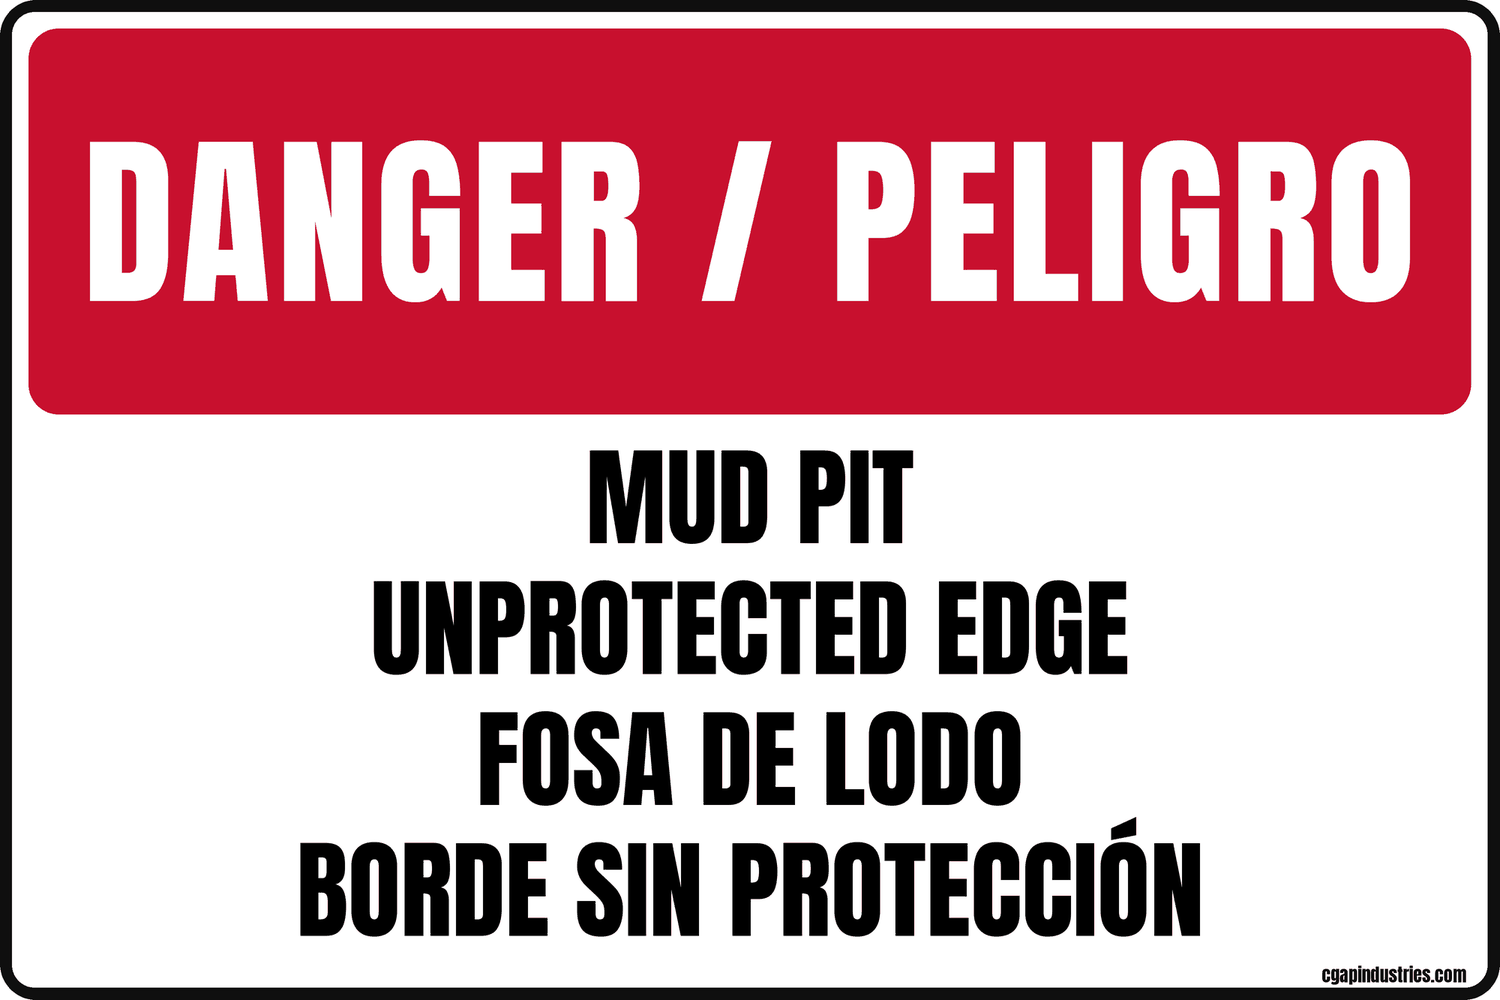 DANGER / PELIGRO
MUD PIT
UNPROTECTED EDGE
FOSA DE LODO
BORDE SIN PROTECCIÓN
cgapindustries.com